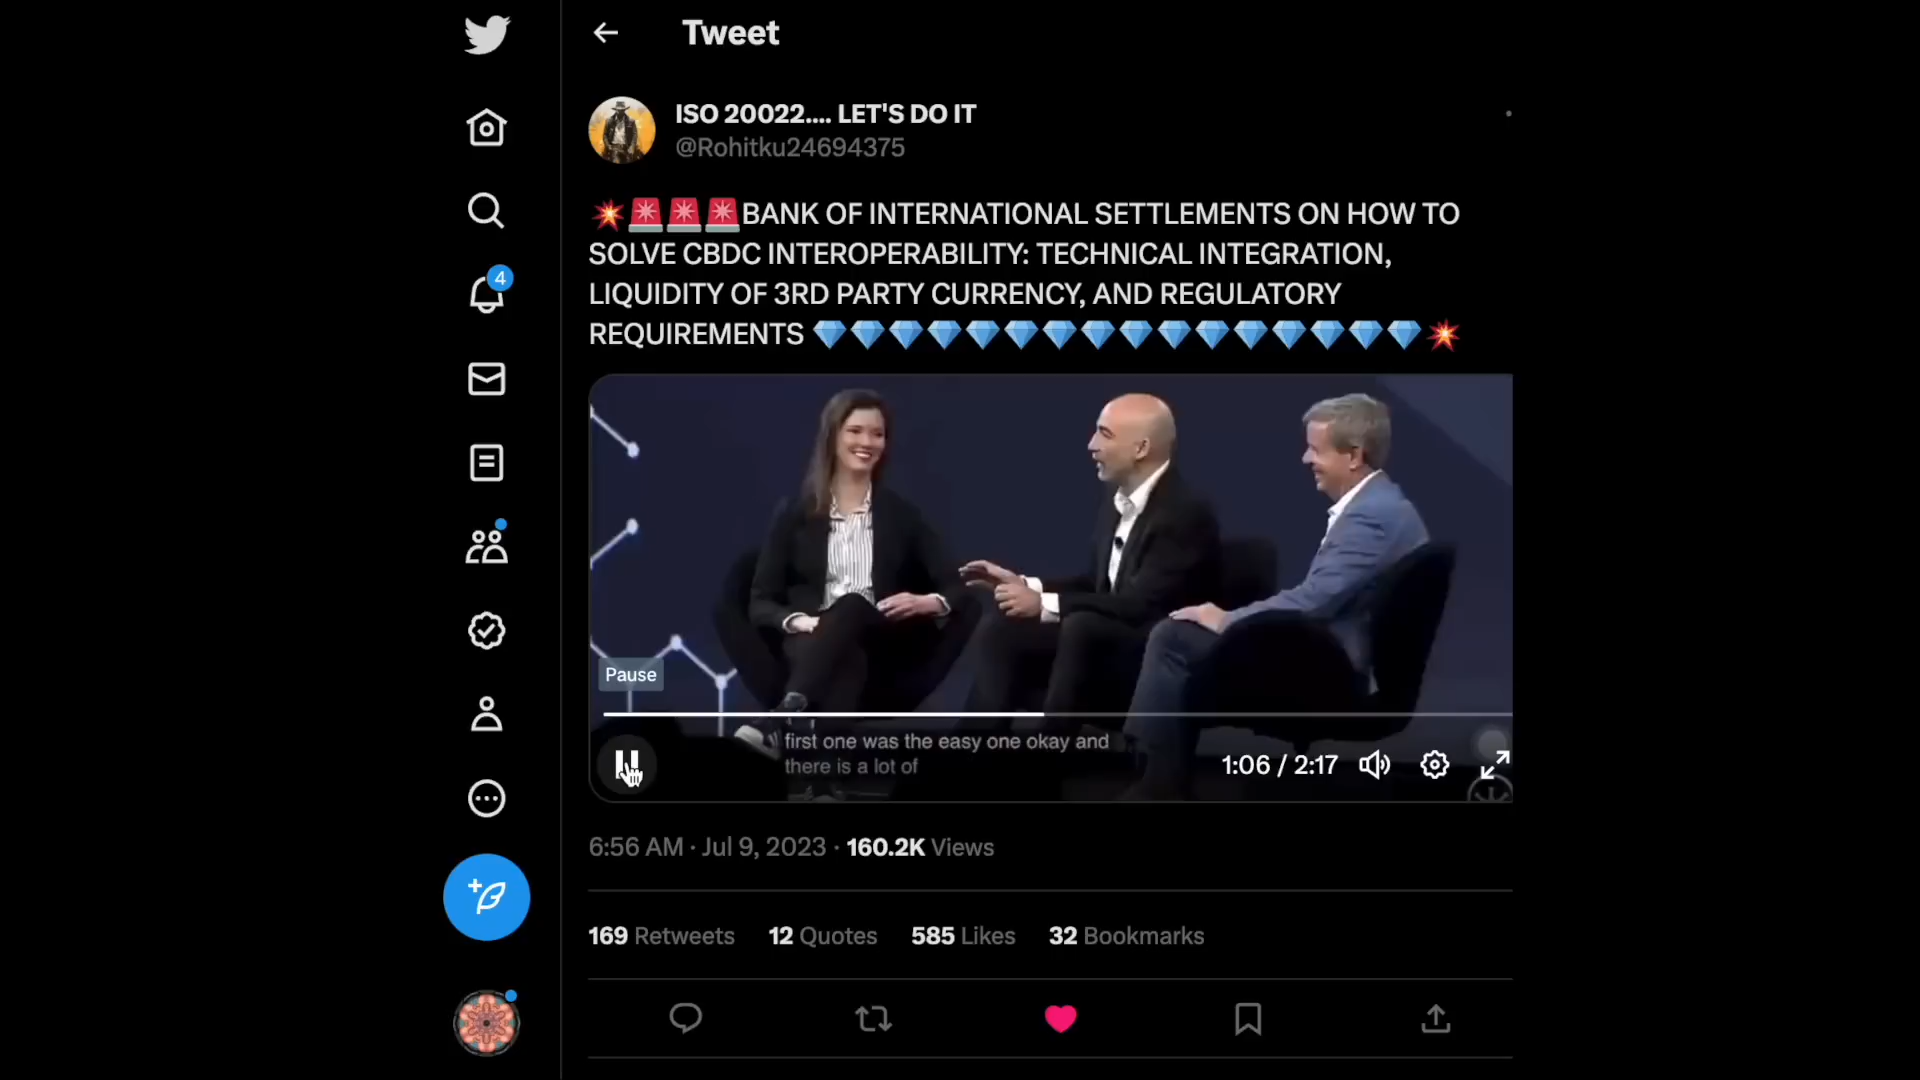 Tweet
ISO 20022.... LET'S DO IT
@Rohitku24694375
4
💥🚨🚨🚨BANK OF INTERNATIONAL SETTLEMENTS ON HOW TO
SOLVE CBDC INTEROPERABILITY: TECHNICAL INTEGRATION,
LIQUIDITY OF 3RD PARTY CURRENCY, AND REGULATORY
REQUIREMENTS 💎💎💎💎💎💎💎💎💎💎💎💎💎💎💎💎💥
Pause
first one was the easy one okay and
there is a lot of
1:06 / 2:17
6:56 AM · Jul 9, 2023 · 160.2K Views
169 Retweets 12 Quotes 585 Likes 32 Bookmarks